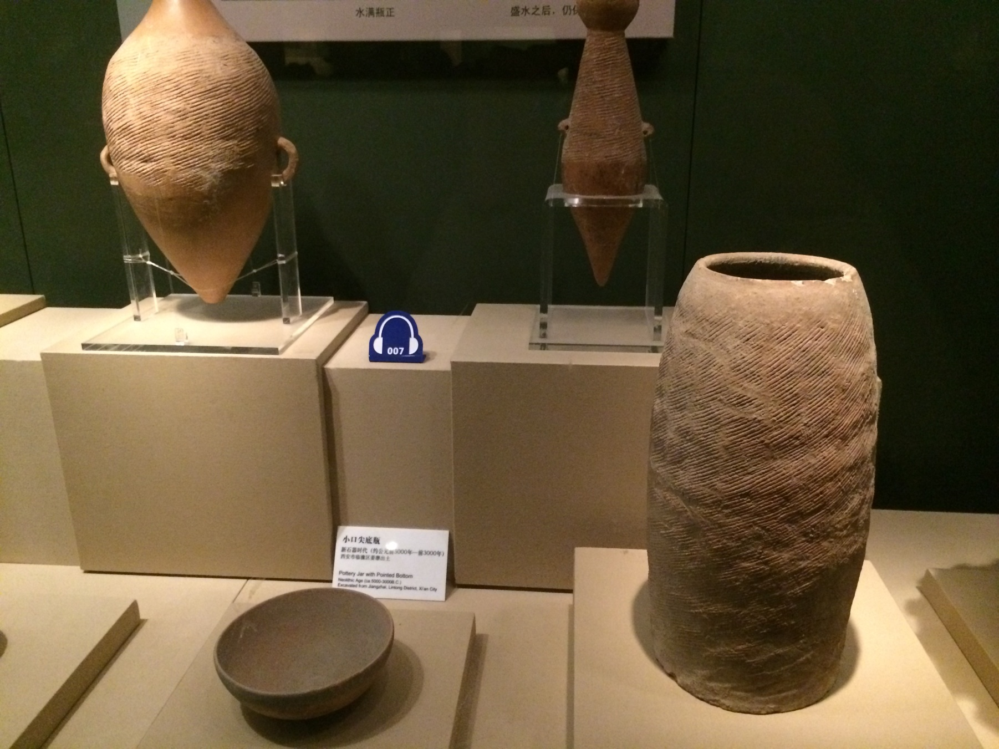 水满瓶正
盛水之后，仍
007
小口尖底瓶
新石器时代（约公元前5000年—前3000年）
西安市临潼区姜寨出土
Pottery Jar with Pointed Bottom
Neolithic Age (ca.5000-3000B.C.)
Excavated from Jiangzhai, Lintong District, Xi'an City